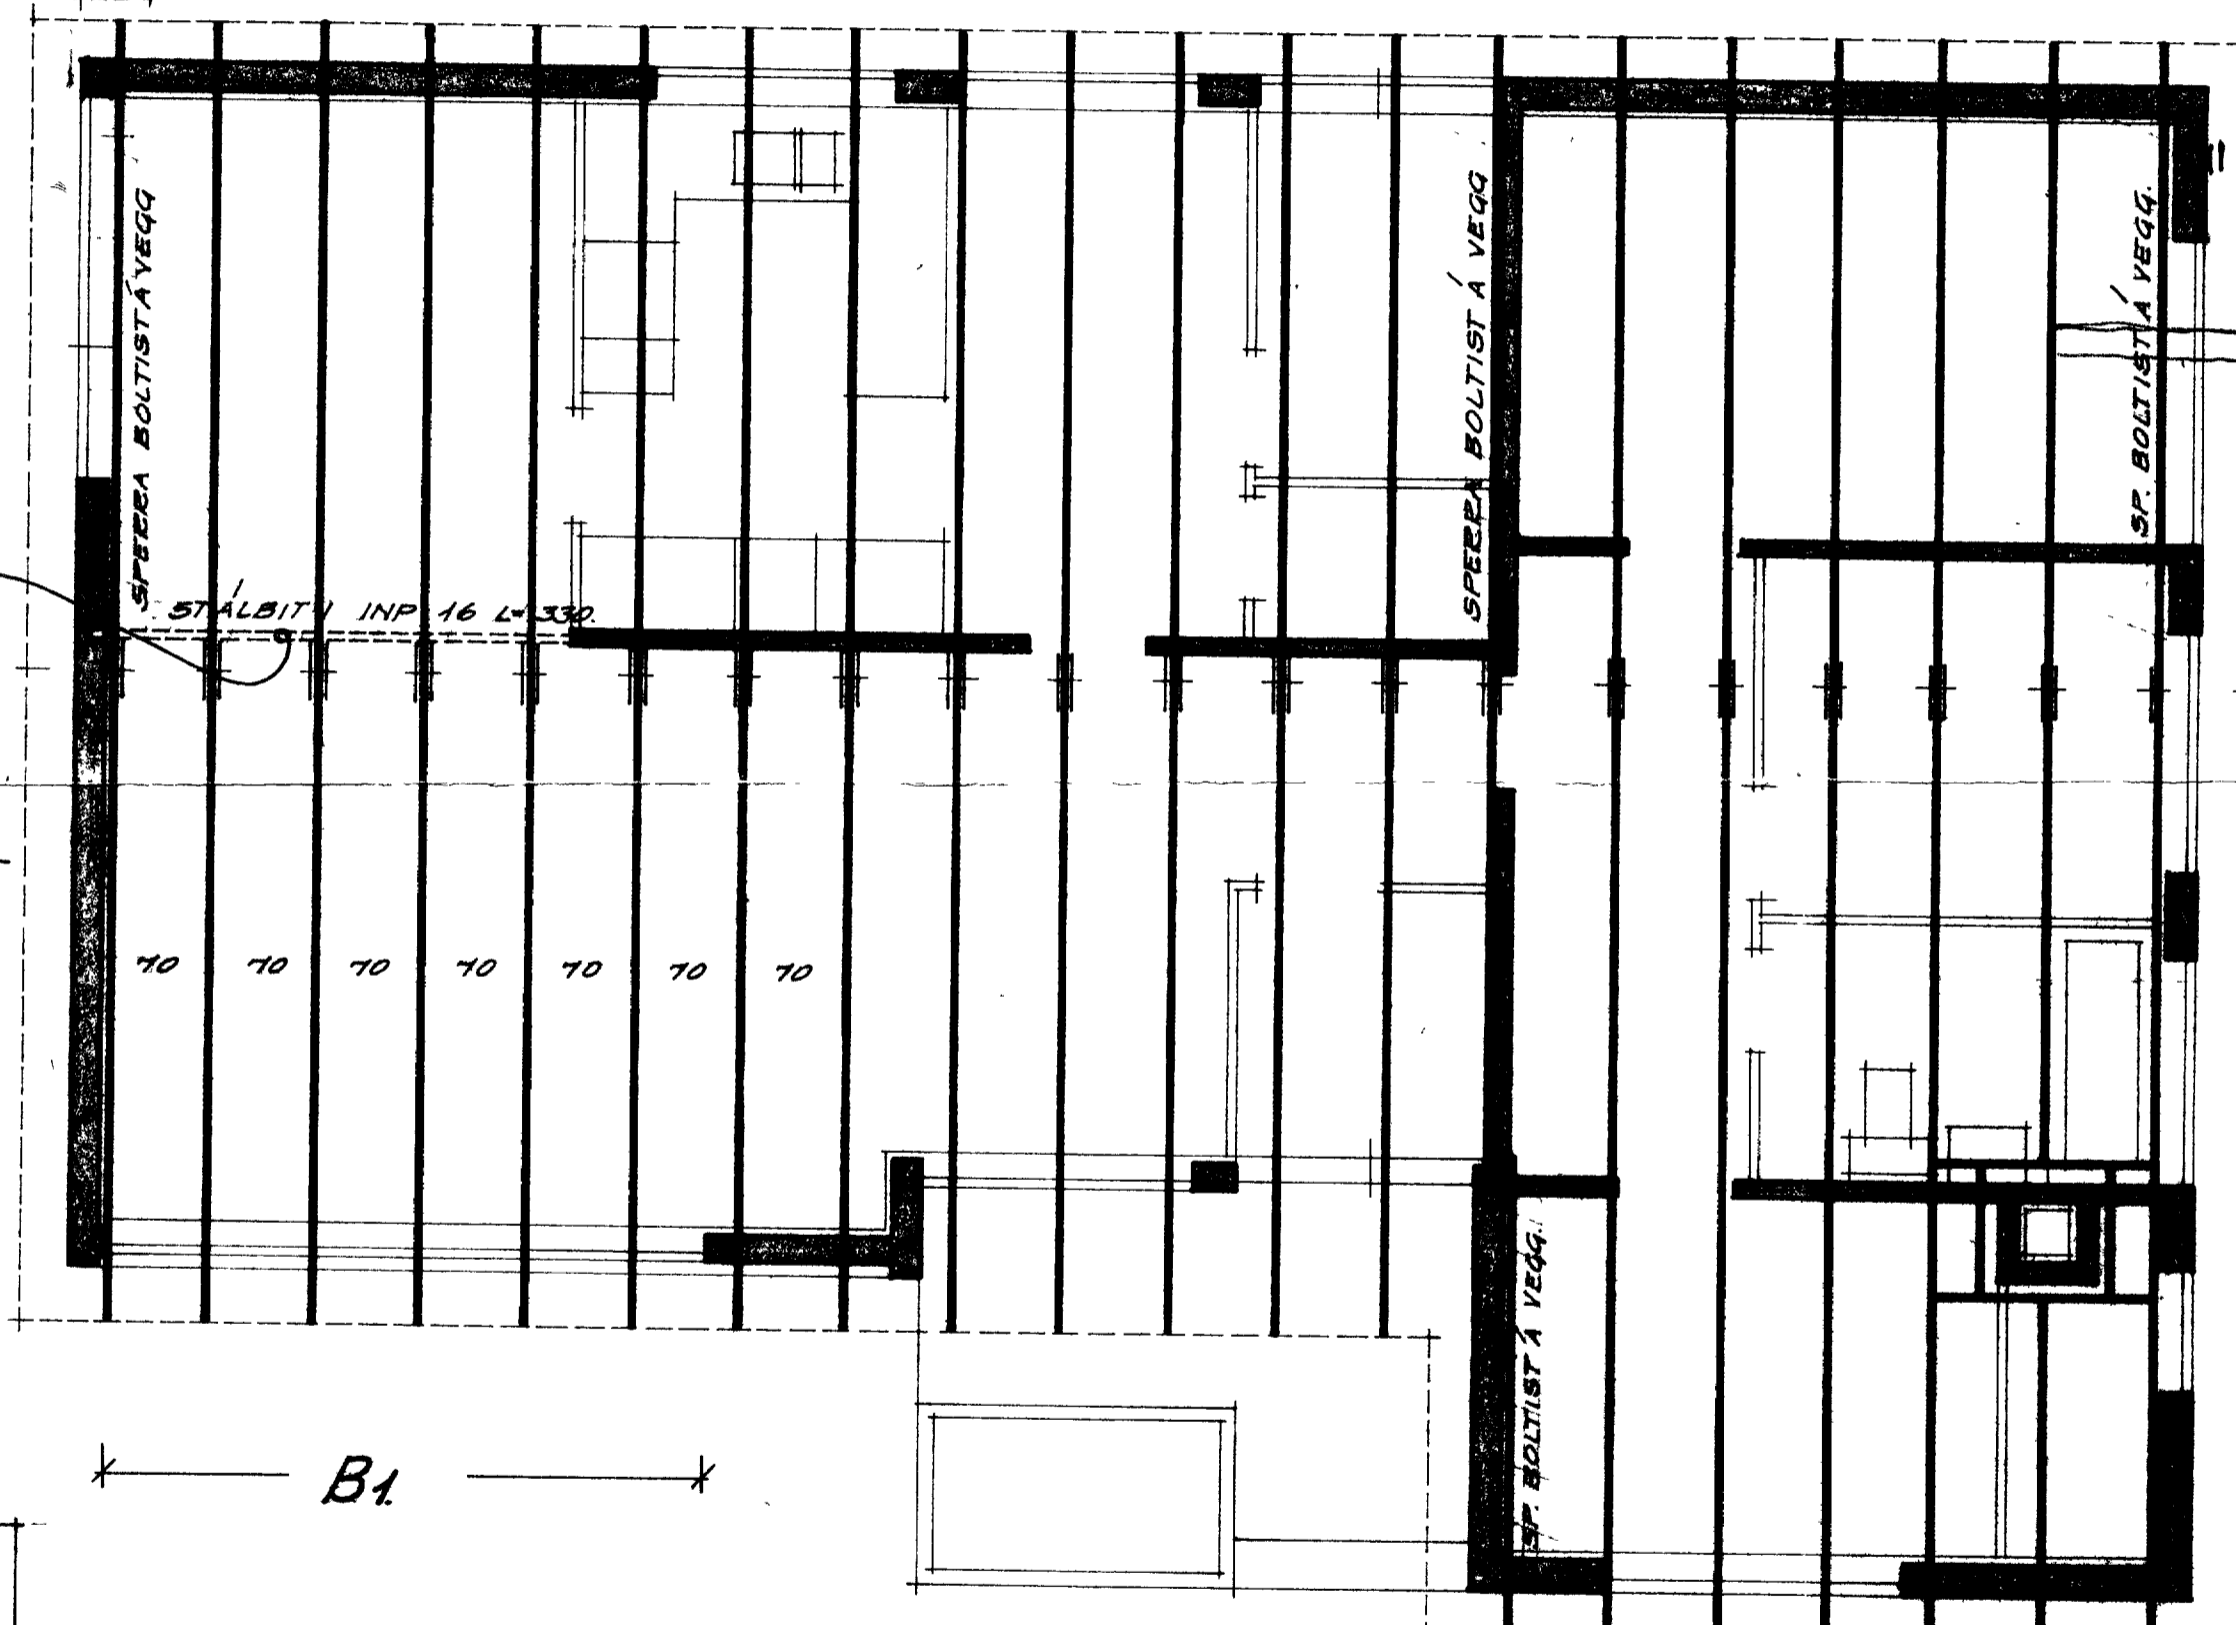 SPERRA BOLTIST Á VEGG
SPERRA BOLTIST Á VEGG.
SP. BOLTIST Á VEGG.
STÁLBITI INP 16 L=330.
70 70 70 70 70 70 70
SP. BOLTIST Á VEGG.
B1.